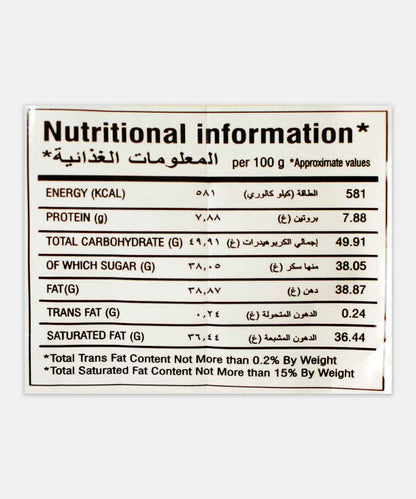 Nutritional information*
*المعلومات الغذائية per 100 g *Approximate values
ENERGY (KCAL) ٥٨١ الطاقة (كيلو كالوري) 581
PROTEIN (g) ٧,٨٨ بروتين (غ) 7.88
TOTAL CARBOHYDRATE (G) ٤٩,٩١ إجمالي الكربوهيدرات (غ) 49.91
OF WHICH SUGAR (G) ٣٨,٠٥ منها سكر (غ) 38.05
FAT(G) ٣٨,٨٧ دهن (غ) 38.87
TRANS FAT (G) ٠,٢٤ الدهون المتحولة (غ) 0.24
SATURATED FAT (G) ٣٦,٤٤ الدهون المشبعة (غ) 36.44
*Total Trans Fat Content Not More than 0.2% By Weight
*Total Saturated Fat Content Not More than 15% By Weight